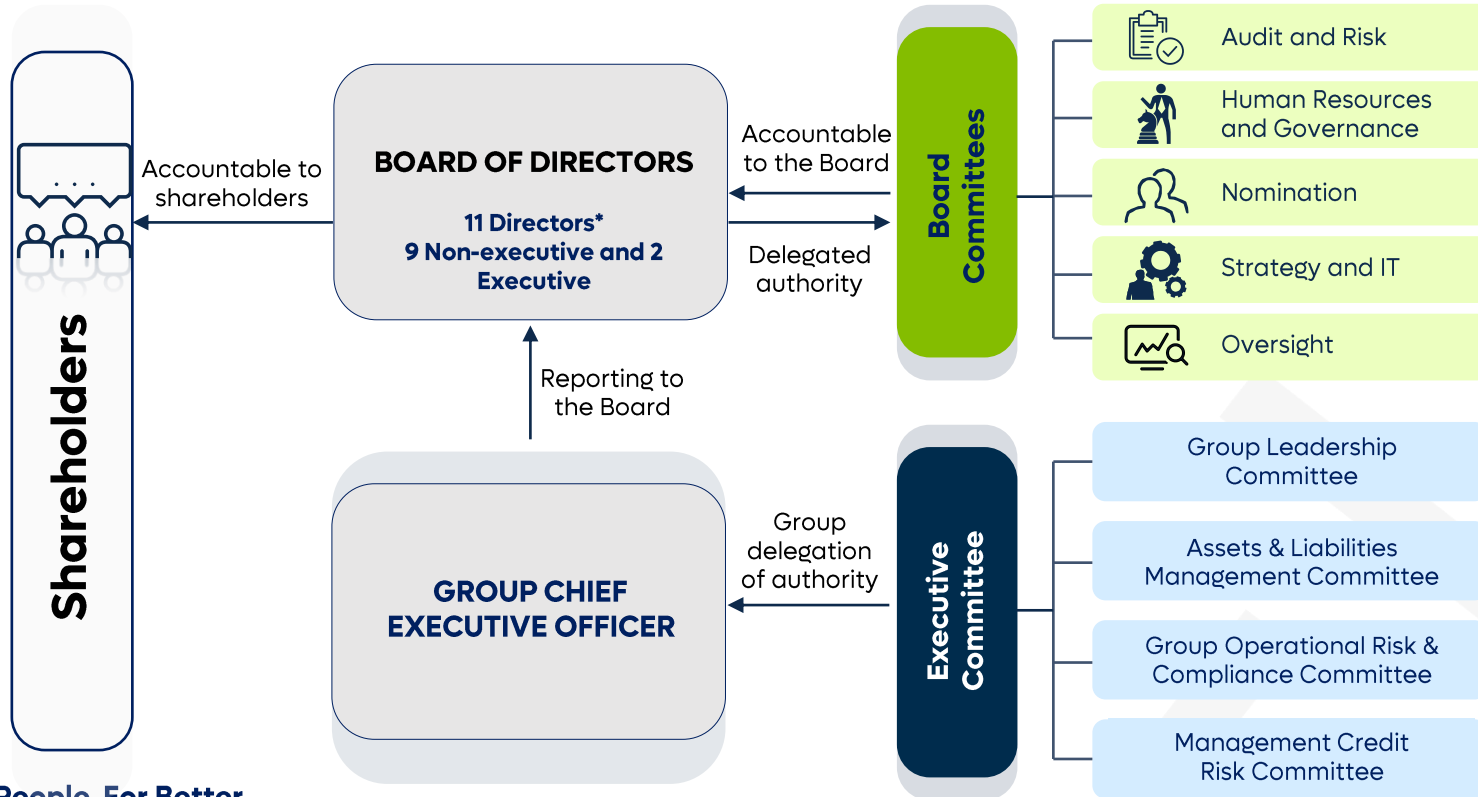 Shareholders
Accountable to
shareholders
BOARD OF DIRECTORS
11 Directors*
9 Non-executive and 2
Executive
Accountable
to the Board
Delegated
authority
Board
Committees
Audit and Risk
Human Resources
and Governance
Nomination
Strategy and IT
Oversight
Reporting to
the Board
GROUP CHIEF
EXECUTIVE OFFICER
Group
delegation
of authority
Executive
Committee
Group Leadership
Committee
Assets & Liabilities
Management Committee
Group Operational Risk &
Compliance Committee
Management Credit
Risk Committee
People. For Better